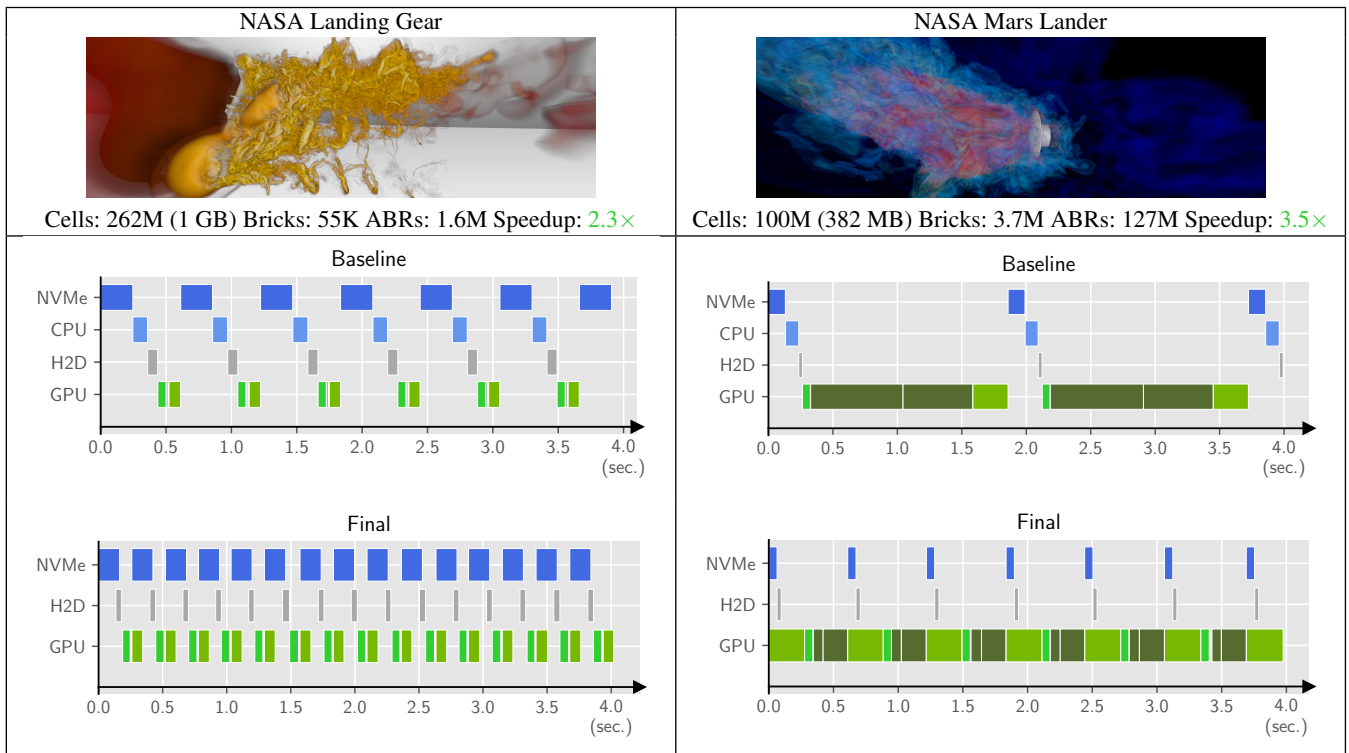 NASA Landing Gear
Cells: 262M (1 GB) Bricks: 55K ABRs: 1.6M Speedup: 2.3×
NASA Mars Lander
Cells: 100M (382 MB) Bricks: 3.7M ABRs: 127M Speedup: 3.5×
Baseline
NVMe
CPU
H2D
GPU
0.0 0.5 1.0 1.5 2.0 2.5 3.0 3.5 4.0
(sec.)
Final
NVMe
H2D
GPU
0.0 0.5 1.0 1.5 2.0 2.5 3.0 3.5 4.0
(sec.)
Baseline
NVMe
CPU
H2D
GPU
0.0 0.5 1.0 1.5 2.0 2.5 3.0 3.5 4.0
(sec.)
Final
NVMe
H2D
GPU
0.0 0.5 1.0 1.5 2.0 2.5 3.0 3.5 4.0
(sec.)